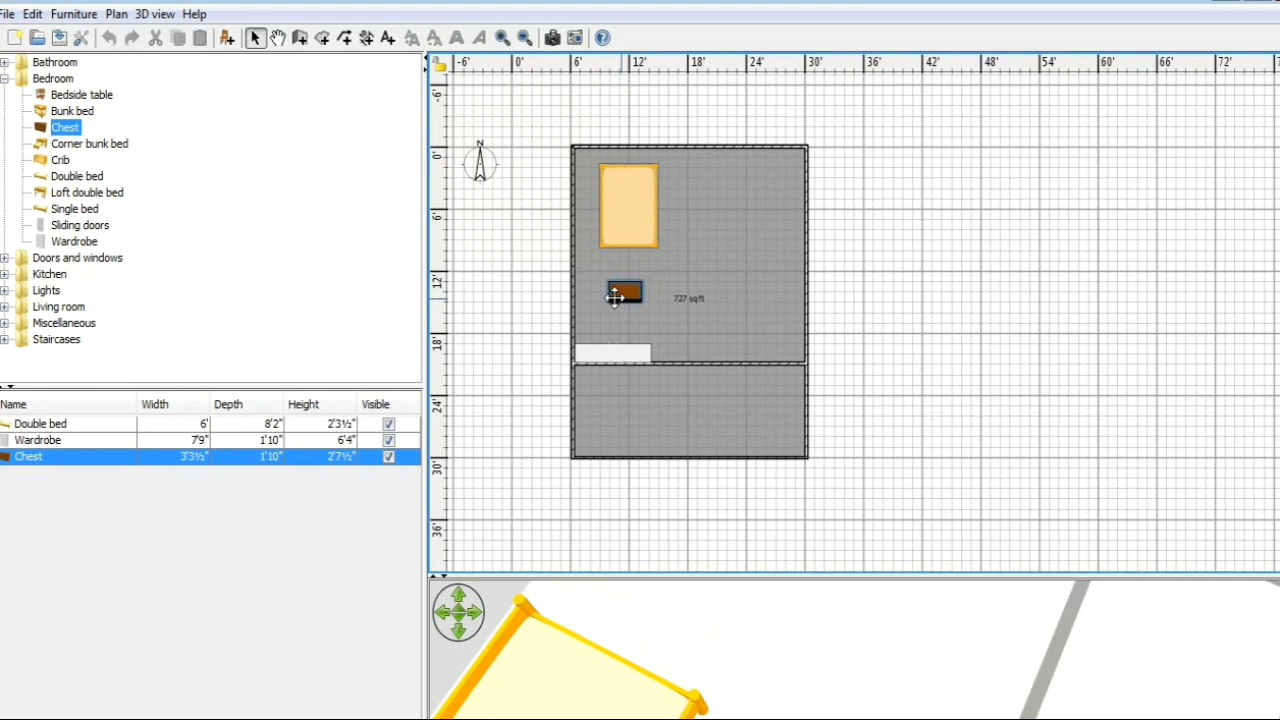 File Edit Furniture Plan 3D view Help
Bathroom
Bedroom
Bedside table
Bunk bed
Chest
Corner bunk bed
Crib
Double bed
Loft double bed
Single bed
Sliding doors
Wardrobe
Doors and windows
Kitchen
Lights
Living room
Miscellaneous
Staircases
Name Width Depth Height Visible
Double bed 6' 8'2" 2'3½"
Wardrobe 7'9" 1'10" 6'4"
Chest 3'3½" 1'10" 2'7½"
-6' 0' 6' 12' 18' 24' 30' 36' 42' 48' 54' 60' 66' 72'
-6'
0'
6'
12'
18'
24'
30'
36'
N
727 sq ft